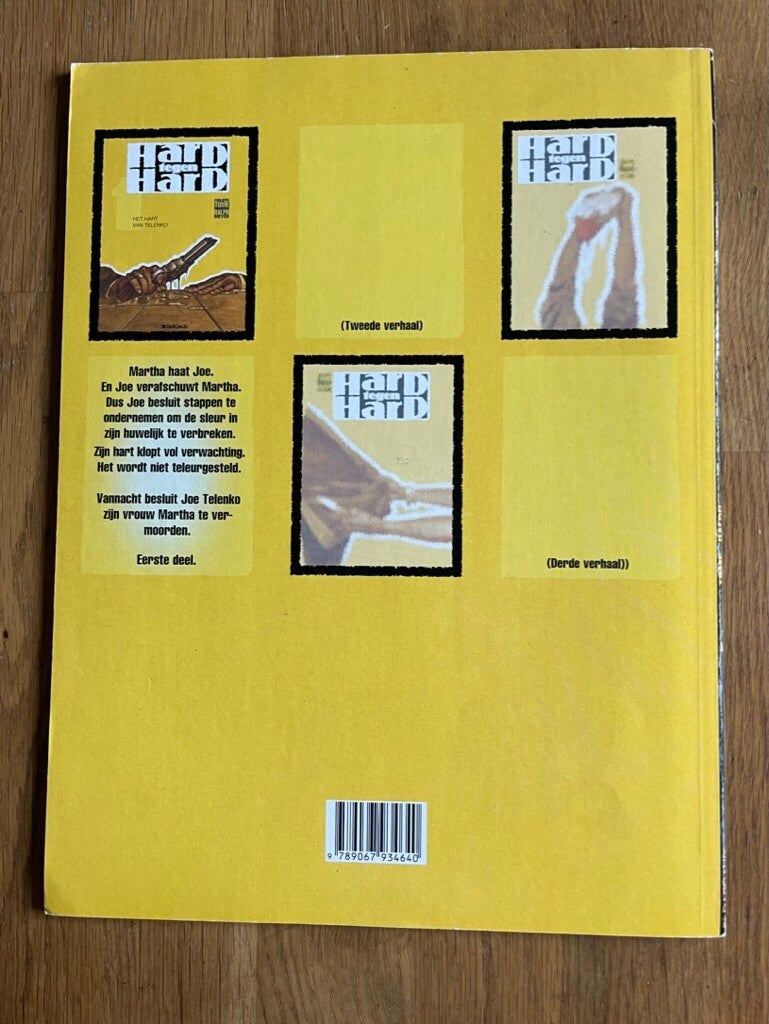 HarD
tegen
HarD
1
HET HART
VAN TELENKO
RALPH
DARGAUD
(Tweede verhaal)
HarD
tegen
HarD
Martha haat Joe.
En Joe verafschuwt Martha.
Dus Joe besluit stappen te
ondernemen om de sleur in
zijn huwelijk te verbreken.
Zijn hart klopt vol verwachting.
Het wordt niet teleurgesteld.
Vannacht besluit Joe Telenko
zijn vrouw Martha te ver-
moorden.
Eerste deel.
HarD
tegen
HarD
(Derde verhaal))
9 789067 934640